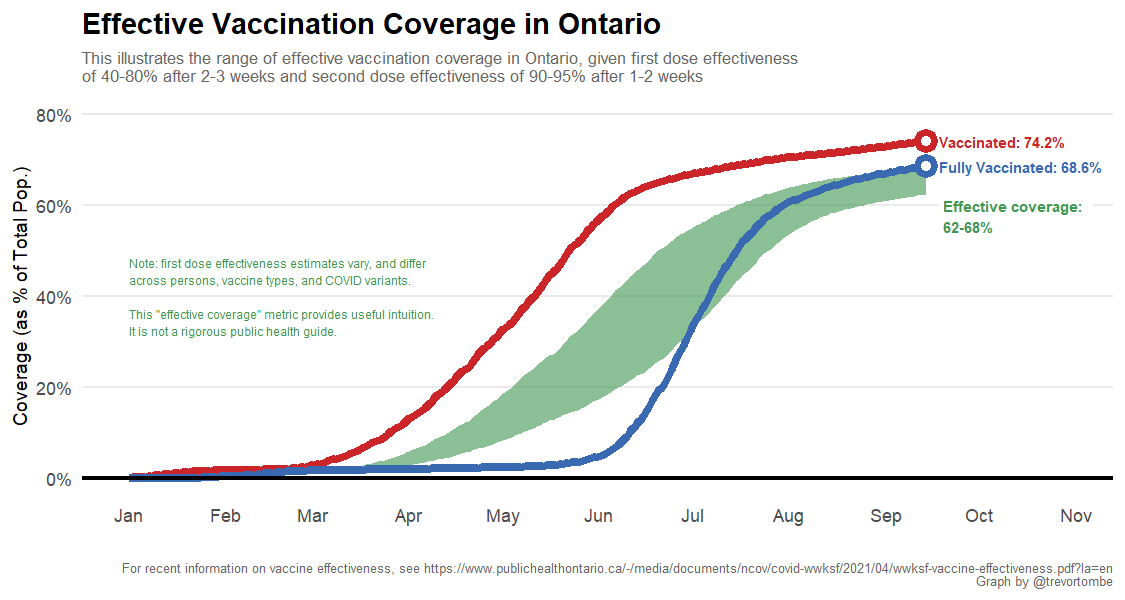 Effective Vaccination Coverage in Ontario
This illustrates the range of effective vaccination coverage in Ontario, given first dose effectiveness
of 40-80% after 2-3 weeks and second dose effectiveness of 90-95% after 1-2 weeks
Coverage (as % of Total Pop.)
80%
60%
40%
20%
0%
Vaccinated: 74.2%
Fully Vaccinated: 68.6%
Effective coverage:
62-68%
Note: first dose effectiveness estimates vary, and differ
across persons, vaccine types, and COVID variants.
This "effective coverage" metric provides useful intuition.
It is not a rigorous public health guide.
Jan Feb Mar Apr May Jun Jul Aug Sep Oct Nov
For recent information on vaccine effectiveness, see https://www.publichealthontario.ca/-/media/documents/ncov/covid-wwksf/2021/04/wwksf-vaccine-effectiveness.pdf?la=en
Graph by @trevortombe